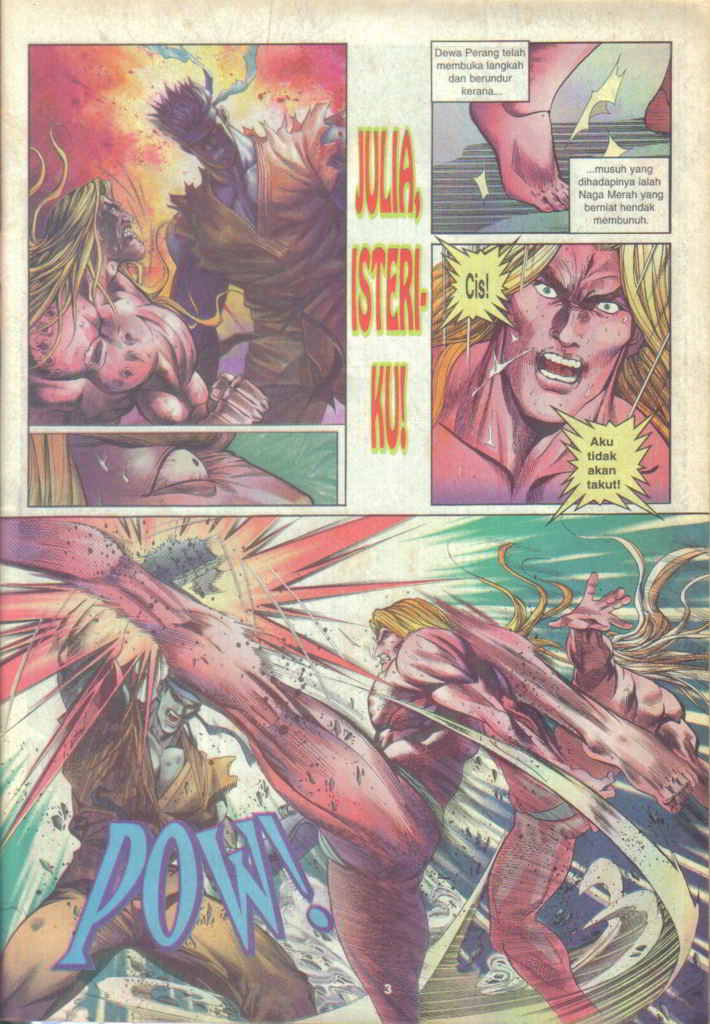 JULIA,
ISTERI-
KU!
Dewa Perang telah
membuka langkah
dan berundur
kerana...
...musuh yang
dihadapinya ialah
Naga Merah yang
berniat hendak
membunuh.
Cis!
Aku
tidak
akan
takut!
POW!
3